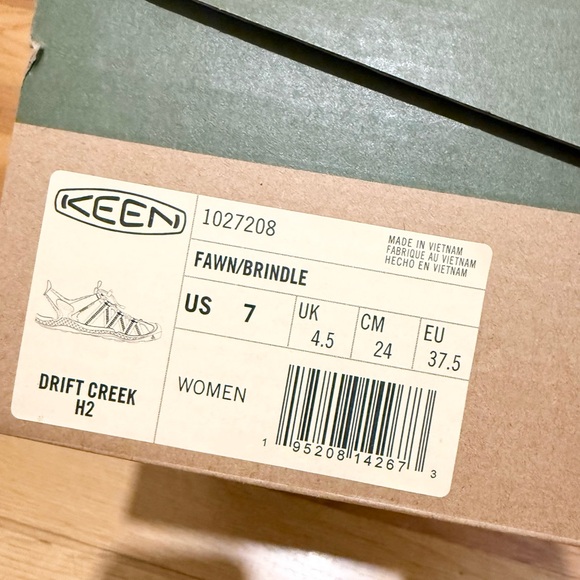 KEEN
1027208
MADE IN VIETNAM
FABRIQUE AU VIETNAM
HECHO EN VIETNAM
FAWN/BRINDLE
US 7
UK 4.5
CM 24
EU 37.5
DRIFT CREEK
H2
WOMEN
1 95208 14267 3